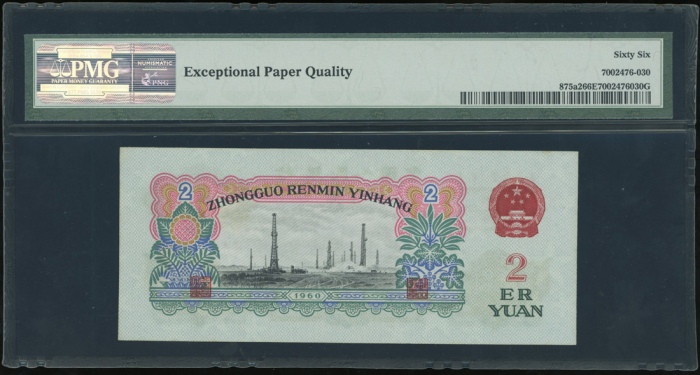 PMG
PAPER MONEY GUARANTY
NUMISMATIC
PNG
Exceptional Paper Quality
Sixty Six
7002476-030
875a266E7002476030G
2
2
ZHONGGUO RENMIN YINHANG
1960
2
ER
YUAN